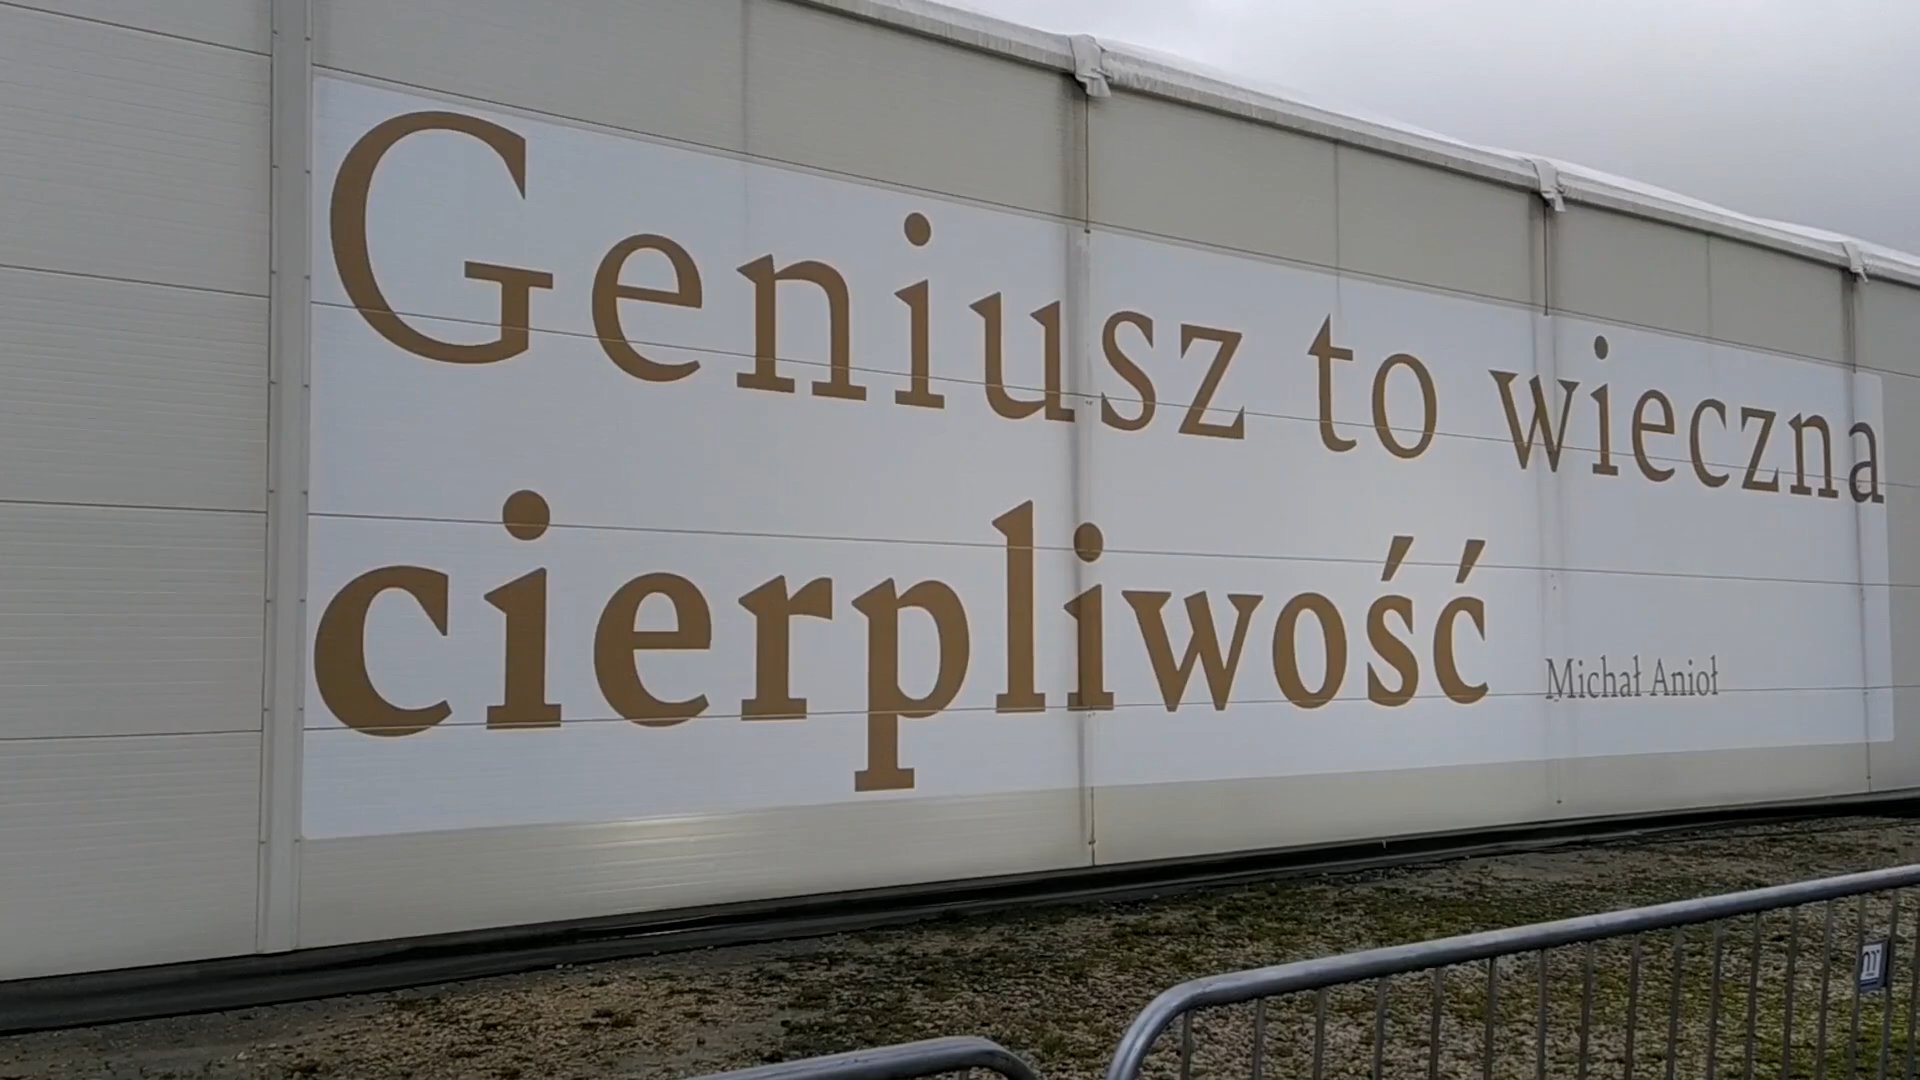 Geniusz to wieczna
cierpliwość
Michał Anioł